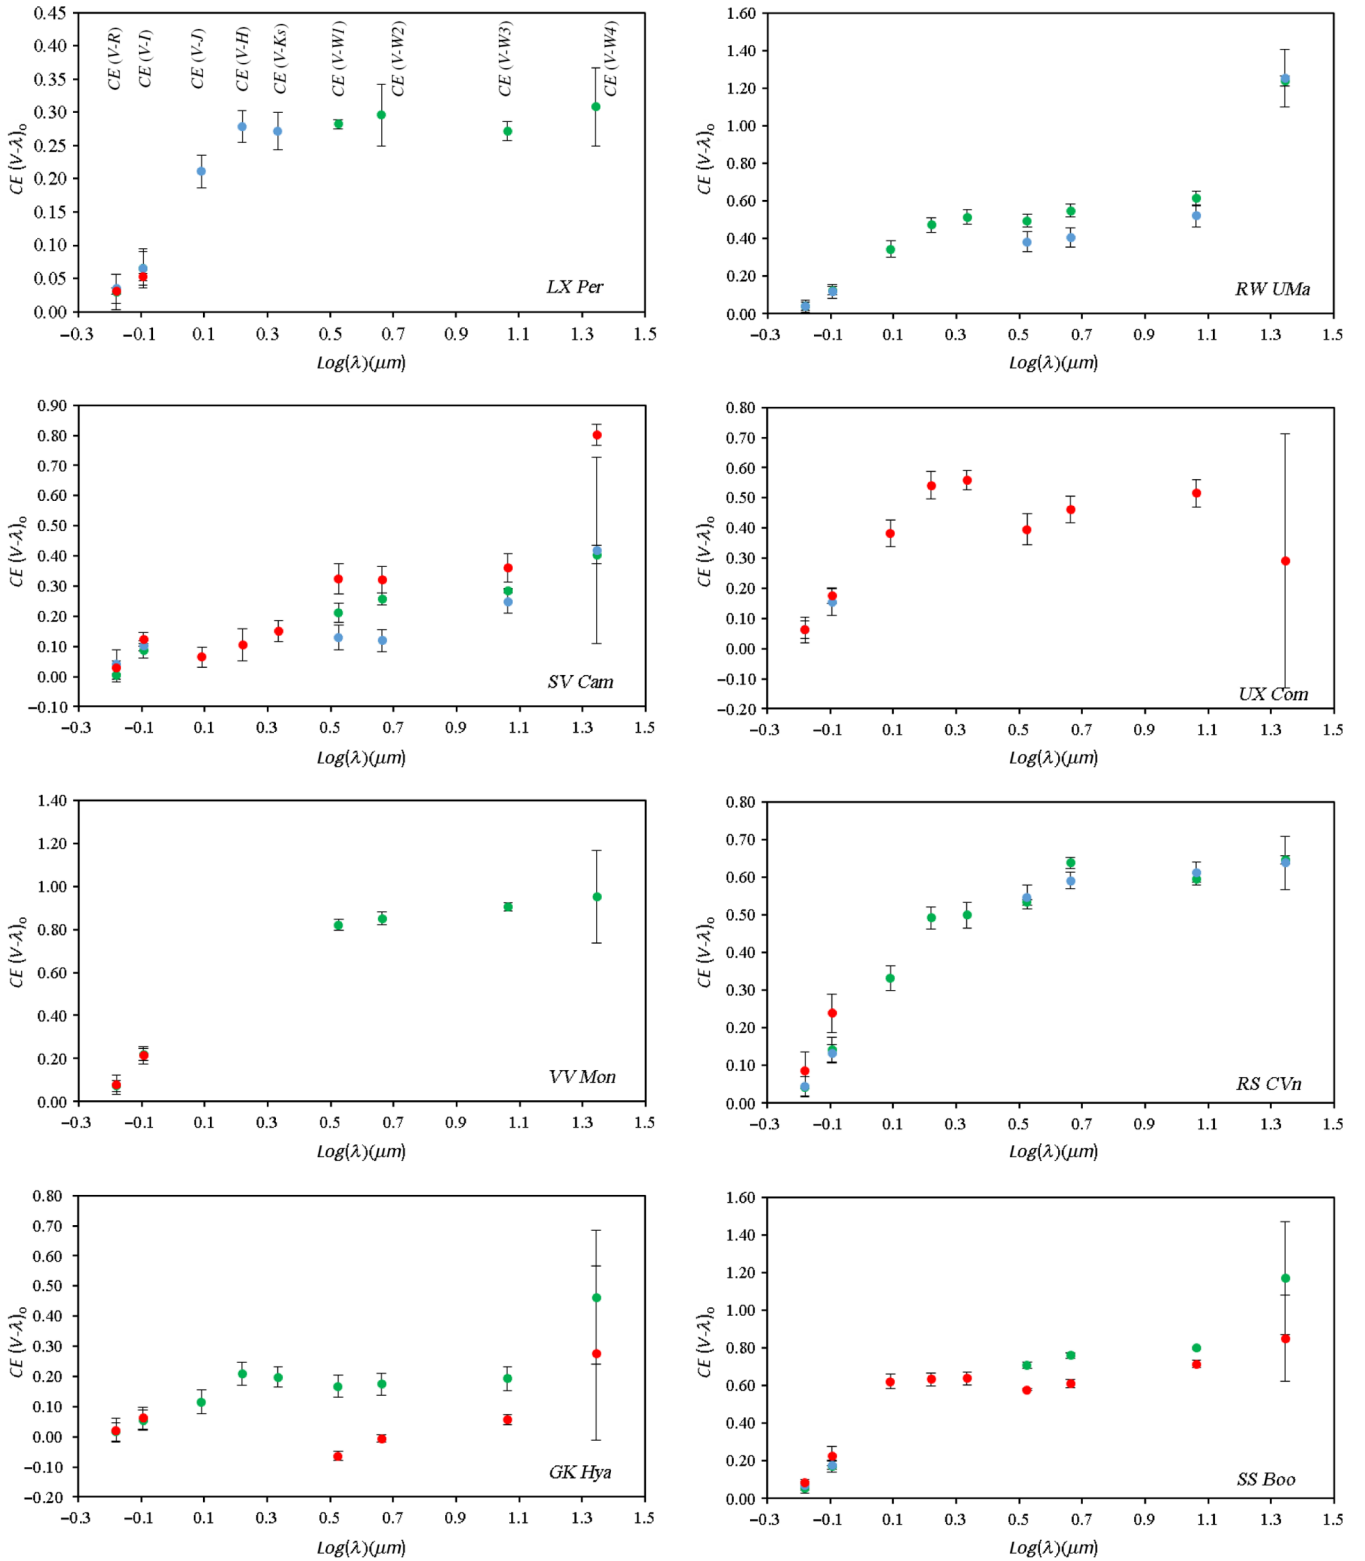 CE (V-λ)₀
0.45
0.40
0.35
0.30
0.25
0.20
0.15
0.10
0.05
0.00
CE (V-R)
CE (V-I)
CE (V-J)
CE (V-H)
CE (V-Ks)
CE (V-W1)
CE (V-W2)
CE (V-W3)
CE (V-W4)
LX Per
−0.3 −0.1 0.1 0.3 0.5 0.7 0.9 1.1 1.3 1.5
Log(λ)(μm)
CE (V-λ)₀
1.60
1.40
1.20
1.00
0.80
0.60
0.40
0.20
0.00
RW UMa
−0.3 −0.1 0.1 0.3 0.5 0.7 0.9 1.1 1.3 1.5
Log(λ)(μm)
CE (V-λ)₀
0.90
0.80
0.70
0.60
0.50
0.40
0.30
0.20
0.10
0.00
−0.10
SV Cam
−0.3 −0.1 0.1 0.3 0.5 0.7 0.9 1.1 1.3 1.5
Log(λ)(μm)
CE (V-λ)₀
0.80
0.70
0.60
0.50
0.40
0.30
0.20
0.10
0.00
−0.10
−0.20
UX Com
−0.3 −0.1 0.1 0.3 0.5 0.7 0.9 1.1 1.3 1.5
Log(λ)(μm)
CE (V-λ)₀
1.40
1.20
1.00
0.80
0.60
0.40
0.20
0.00
VV Mon
−0.3 −0.1 0.1 0.3 0.5 0.7 0.9 1.1 1.3 1.5
Log(λ)(μm)
CE (V-λ)₀
0.80
0.70
0.60
0.50
0.40
0.30
0.20
0.10
0.00
RS CVn
−0.3 −0.1 0.1 0.3 0.5 0.7 0.9 1.1 1.3 1.5
Log(λ)(μm)
CE (V-λ)₀
0.80
0.70
0.60
0.50
0.40
0.30
0.20
0.10
0.00
−0.10
−0.20
GK Hya
−0.3 −0.1 0.1 0.3 0.5 0.7 0.9 1.1 1.3 1.5
Log(λ)(μm)
CE (V-λ)₀
1.60
1.40
1.20
1.00
0.80
0.60
0.40
0.20
0.00
SS Boo
−0.3 −0.1 0.1 0.3 0.5 0.7 0.9 1.1 1.3 1.5
Log(λ)(μm)